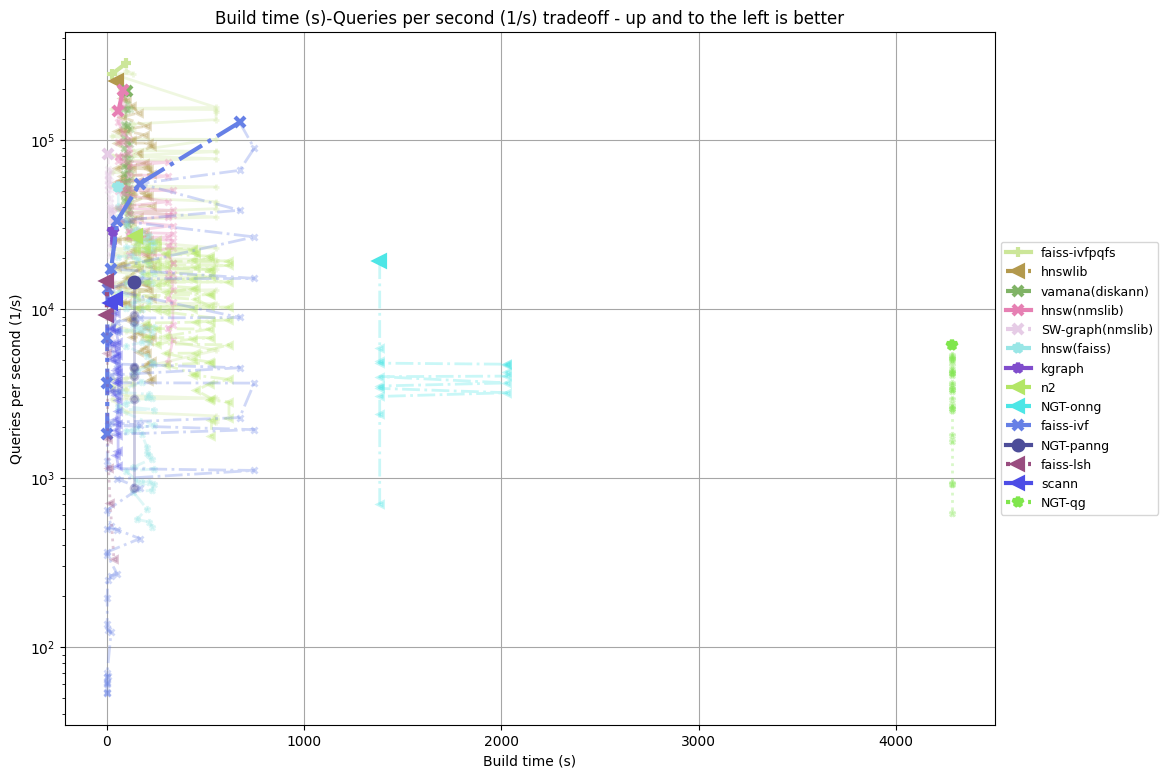 Build time (s)-Queries per second (1/s) tradeoff - up and to the left is better
Queries per second (1/s)
10^5
10^4
10^3
10^2
0
1000
2000
3000
4000
Build time (s)
faiss-ivfpqfs
hnswlib
vamana(diskann)
hnsw(nmslib)
SW-graph(nmslib)
hnsw(faiss)
kgraph
n2
NGT-onng
faiss-ivf
NGT-panng
faiss-lsh
scann
NGT-qg